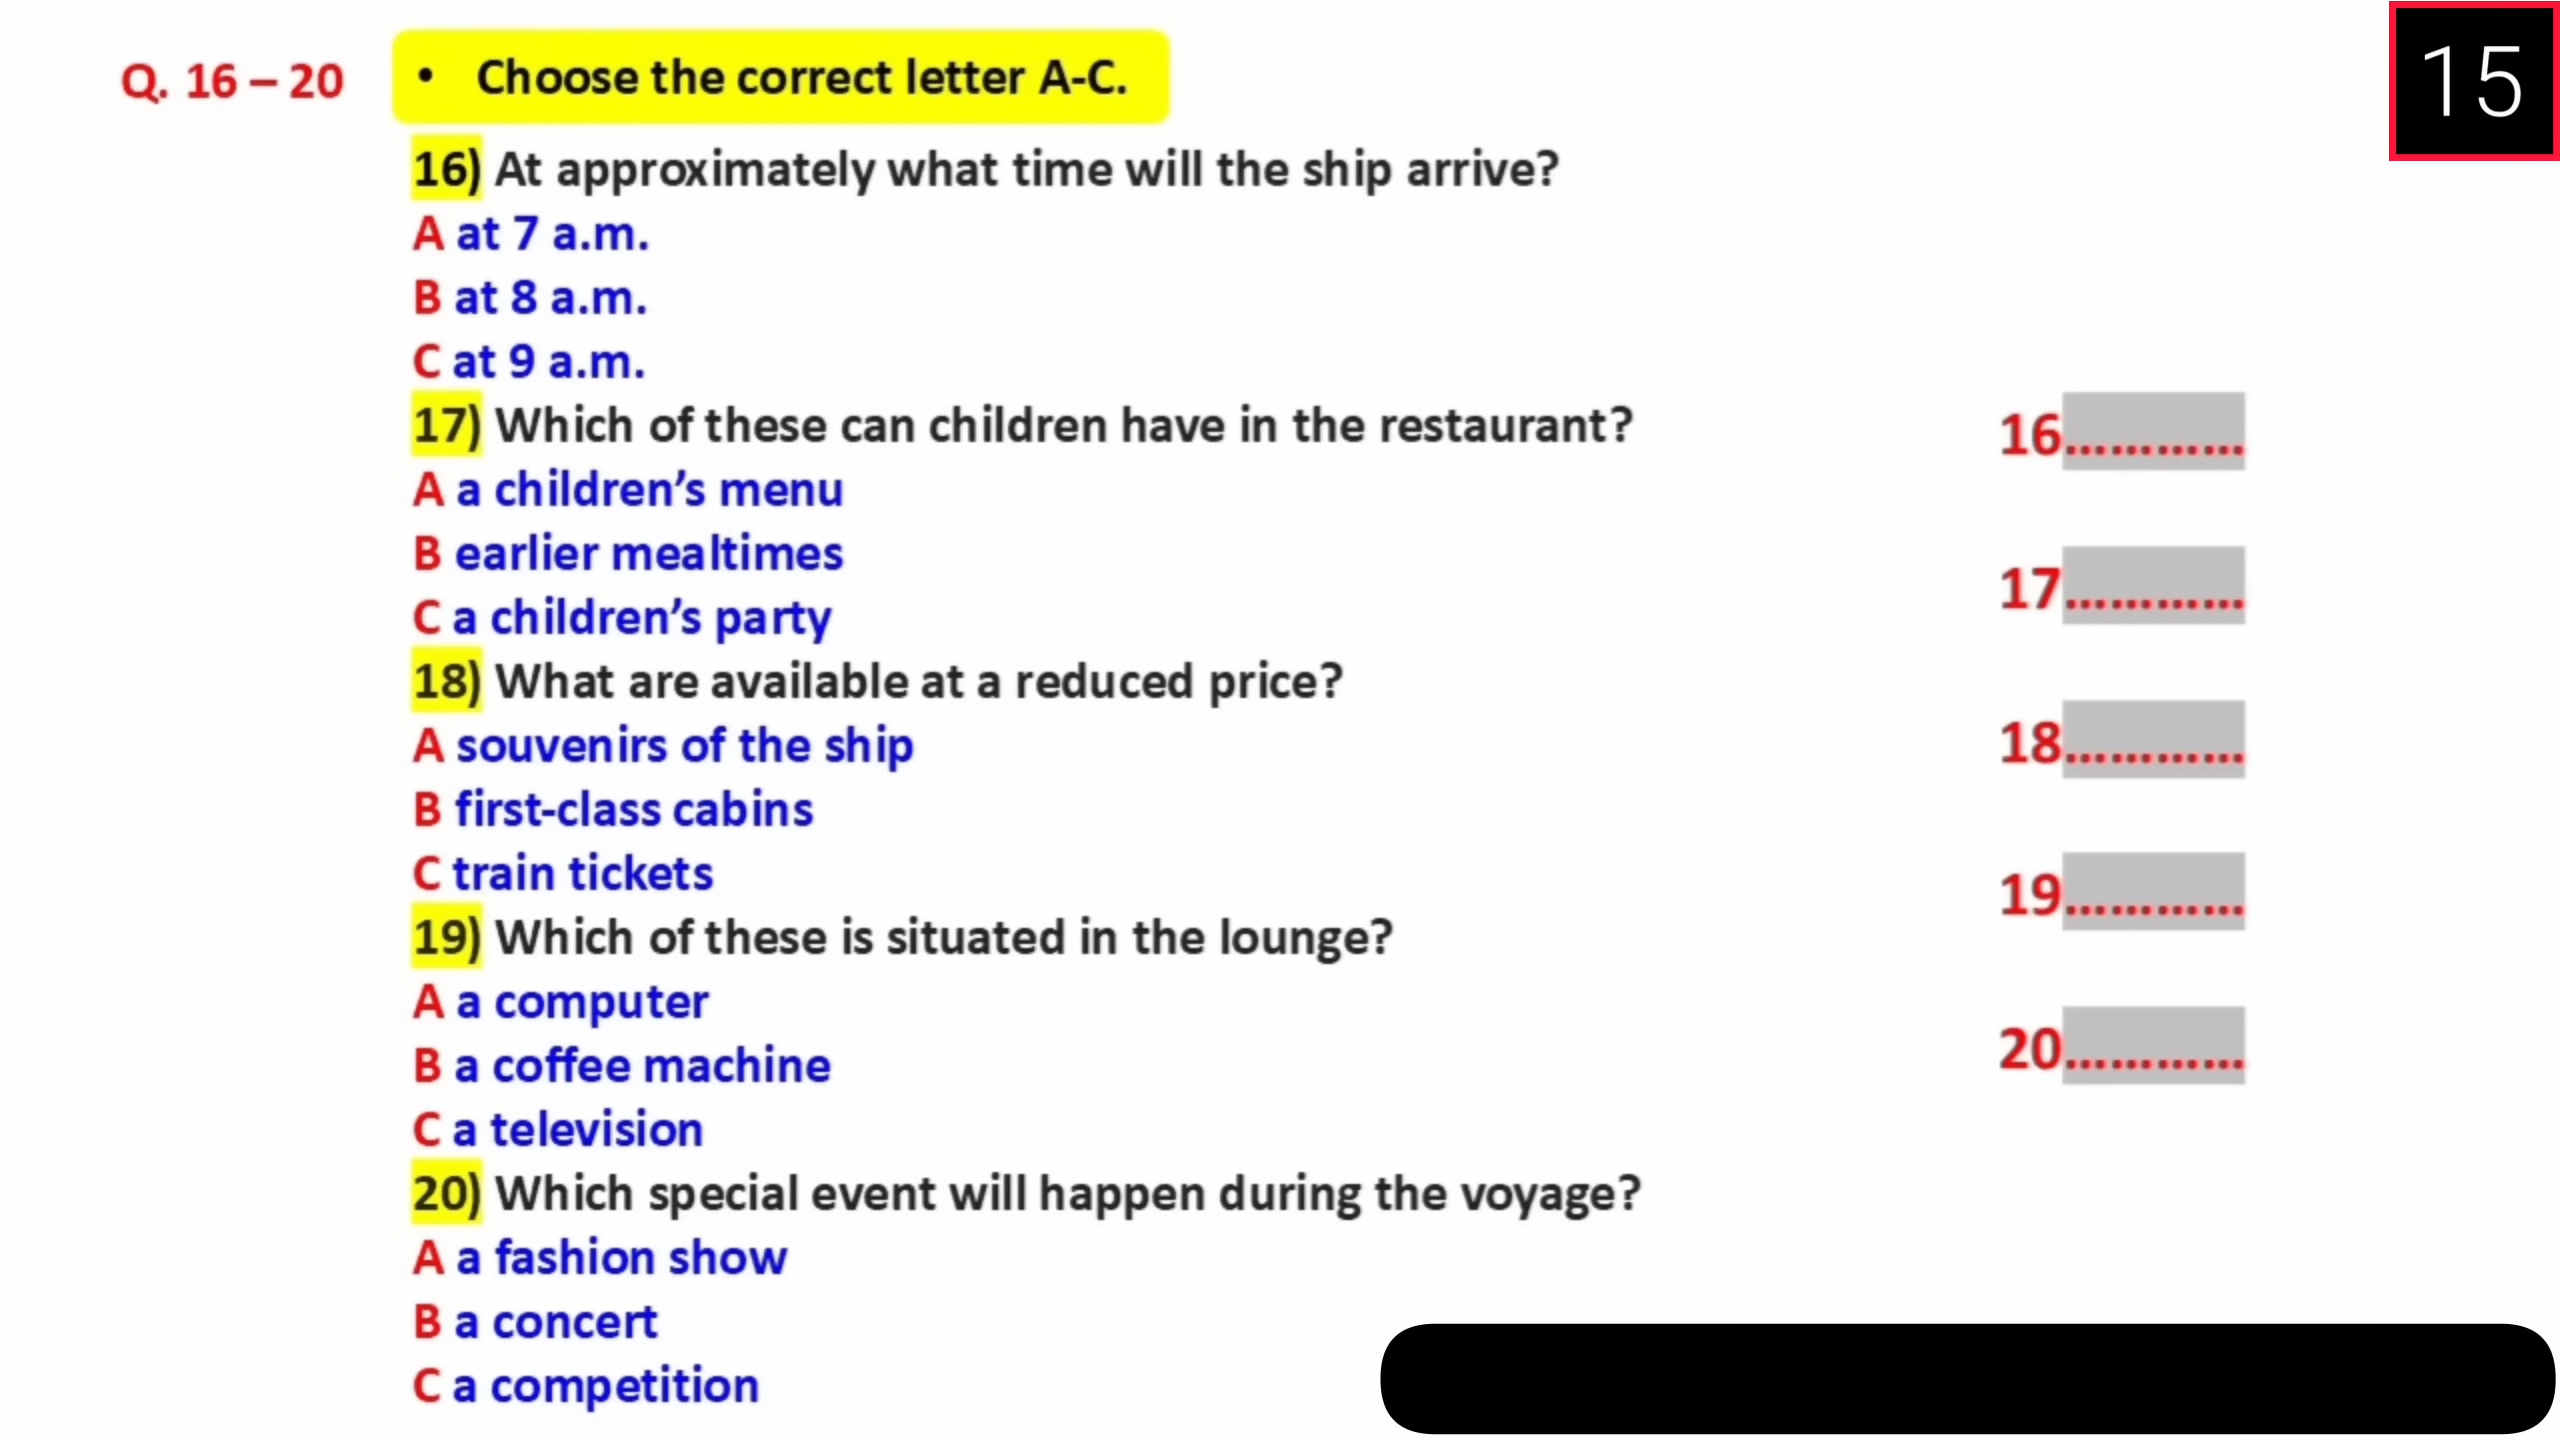 15
Q. 16 – 20
• Choose the correct letter A-C.
16) At approximately what time will the ship arrive?
A at 7 a.m.
B at 8 a.m.
C at 9 a.m.
17) Which of these can children have in the restaurant?
A a children’s menu
B earlier mealtimes
C a children’s party
18) What are available at a reduced price?
A souvenirs of the ship
B first-class cabins
C train tickets
19) Which of these is situated in the lounge?
A a computer
B a coffee machine
C a television
20) Which special event will happen during the voyage?
A a fashion show
B a concert
C a competition
16............
17............
18............
19............
20............